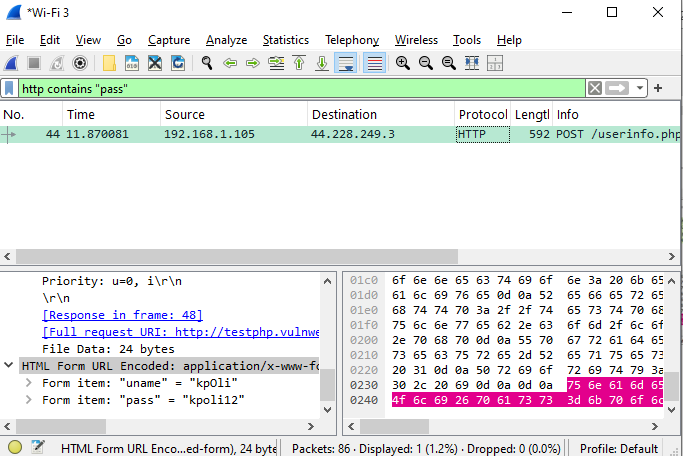 *Wi-Fi 3
File Edit View Go Capture Analyze Statistics Telephony Wireless Tools Help
http contains "pass"
No. Time Source Destination Protocol Lengtl Info
44 11.870081 192.168.1.105 44.228.249.3 HTTP 592 POST /userinfo.php
Priority: u=0, i\r\n
\r\n
[Response in frame: 48]
[Full request URI: http://testphp.vulnwe
File Data: 24 bytes
HTML Form URL Encoded: application/x-www-fo
Form item: "uname" = "kpOli"
Form item: "pass" = "kpoli12"
01c0 6f 6e 6e 65 63 74 69 6f 6e 3a 20 6b 65
01d0 61 6c 69 76 65 0d 0a 52 65 66 65 72 65
01e0 68 74 74 70 3a 2f 2f 74 65 73 74 70 68
01f0 75 6c 6e 77 65 62 2e 63 6f 6d 2f 6c 6f
0200 2e 70 68 70 0d 0a 55 70 67 72 61 64 65
0210 73 65 63 75 72 65 2d 52 65 71 75 65 73
0220 20 31 0d 0a 50 72 69 6f 72 69 74 79 3a
0230 30 2c 20 69 0d 0a 0d 0a 75 6e 61 6d 65
0240 4f 6c 69 26 70 61 73 73 3d 6b 70 6f 6c
HTML Form URL Enco...ed-form), 24 byte Packets: 86 · Displayed: 1 (1.2%) · Dropped: 0 (0.0%) Profile: Default